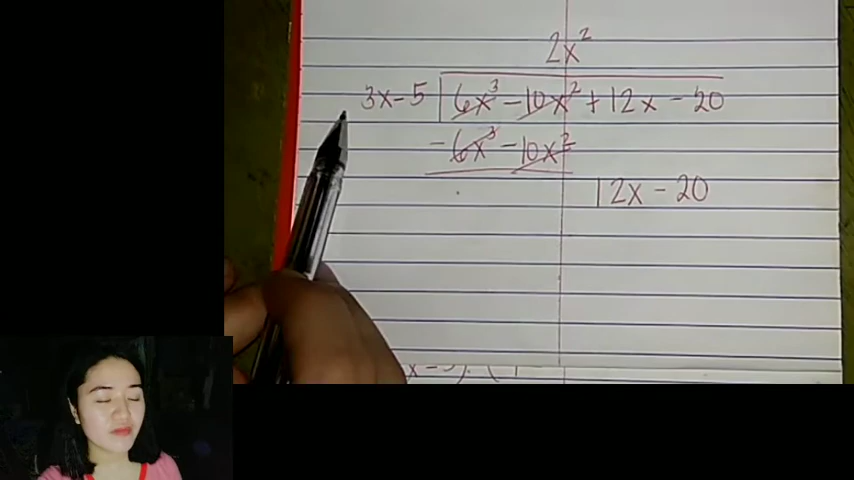 2x²
3x-5 6x³ - 10x² + 12x - 20
- 6x³ - 10x²
12x - 20